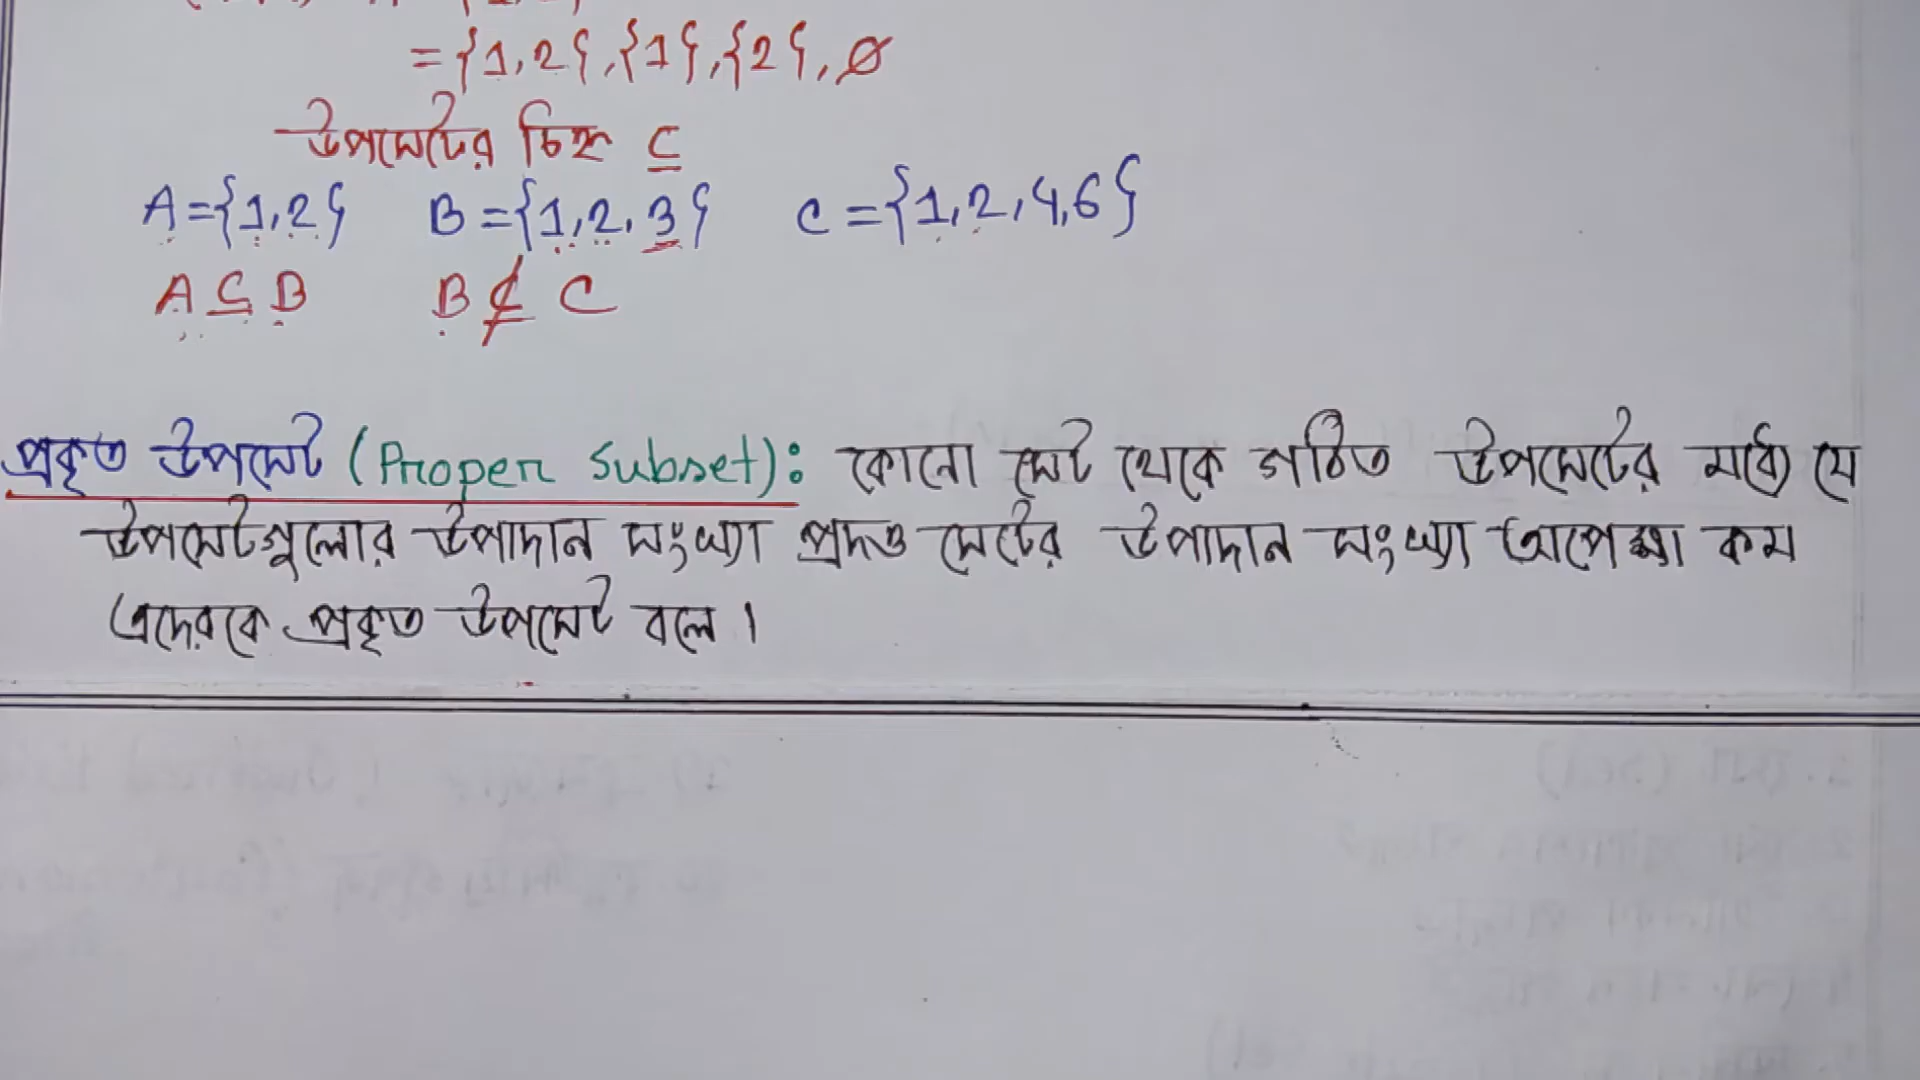 ={1,2},{1},{2},∅
উপসেটের চিহ্ন ⊆
A={1,2} B={1,2,3} C={1,2,4,6}
A⊆B B⊈C
প্রকৃত উপসেট (Proper Subset): কোনো সেট থেকে গঠিত উপসেটের মধ্যে যে
উপসেটগুলোর উপাদান সংখ্যা প্রদত্ত সেটের উপাদান সংখ্যা অপেক্ষা কম
এদেরকে প্রকৃত উপসেট বলে।